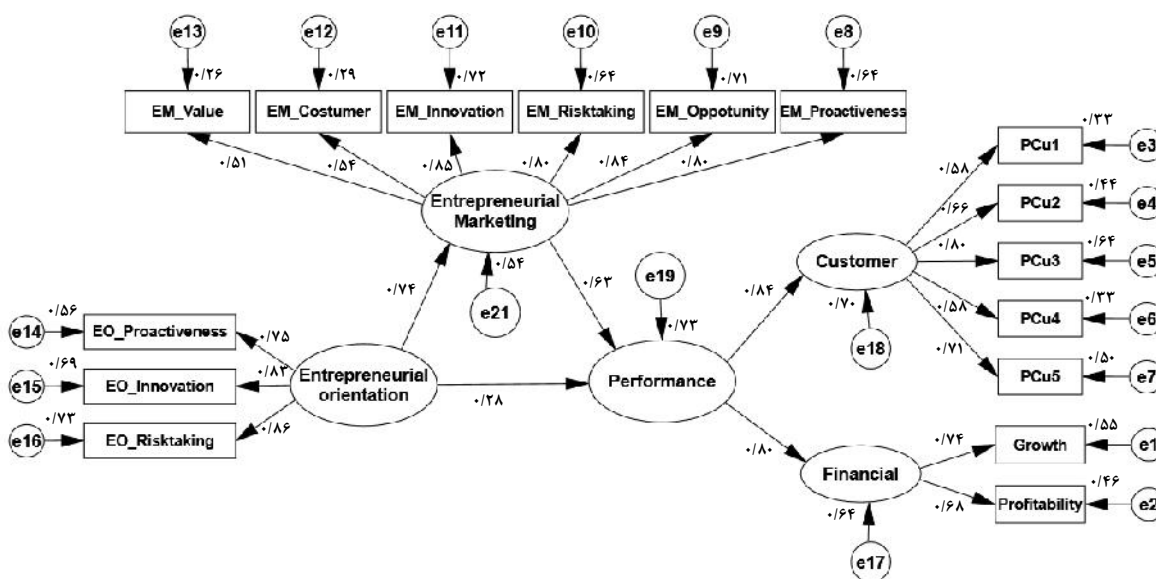 e13 e12 e11 e10 e9 e8
۰/۲۶ ۰/۲۹ ۰/۷۲ ۰/۶۴ ۰/۷۱ ۰/۶۴
EM_Value EM_Costumer EM_Innovation EM_Risktaking EM_Oppotunity EM_Proactiveness
۰/۵۱ ۰/۵۴ ۰/۸۵ ۰/۸۰ ۰/۸۴ ۰/۸۰
Entrepreneurial
Marketing
۰/۵۴
e21
۰/۷۴
۰/۶۳
e19
۰/۷۳
۰/۵۶
e14 EO_Proactiveness
۰/۷۵
۰/۶۹
e15 EO_Innovation
۰/۸۳
۰/۷۳
e16 EO_Risktaking
۰/۸۶
Entrepreneurial
orientation
۰/۲۸
Performance
۰/۸۴
Customer
۰/۷۰
e18
۰/۳۳
۰/۵۸ PCu1 e3
۰/۴۴
۰/۶۶ PCu2 e4
۰/۶۴
۰/۸۰ PCu3 e5
۰/۳۳
۰/۵۸ PCu4 e6
۰/۵۰
۰/۷۱ PCu5 e7
۰/۸۰
Financial
۰/۶۴
e17
۰/۵۵
۰/۷۴ Growth e1
۰/۴۶
۰/۶۸ Profitability e2